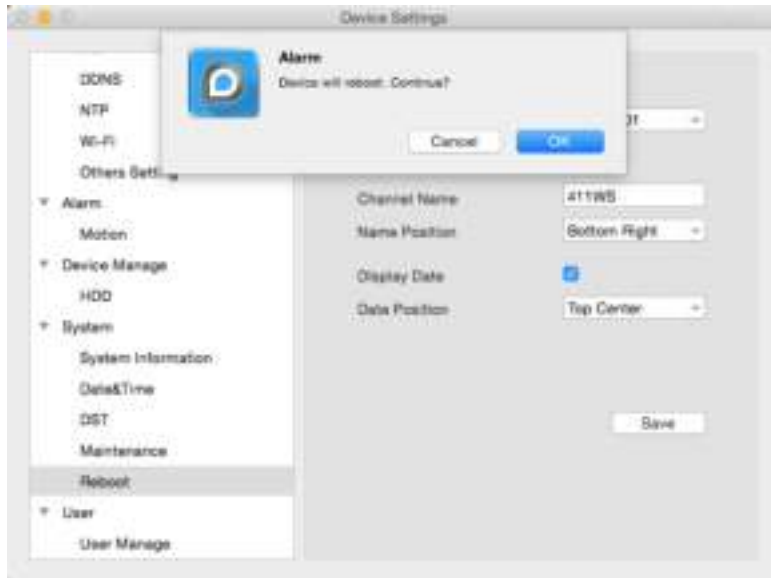 Device Settings
Alarm
Device will reboot. Continue?
Cancel
OK
DDNS
NTP
Wi-Fi
Others
Alarm
Motion
Device Manage
HDD
System
System Information
Date&Time
DST
Maintenance
Reboot
User
User Manage
Channel Name
411WS
Name Position
Bottom Right
Display Date
Data Position
Top Center
Save